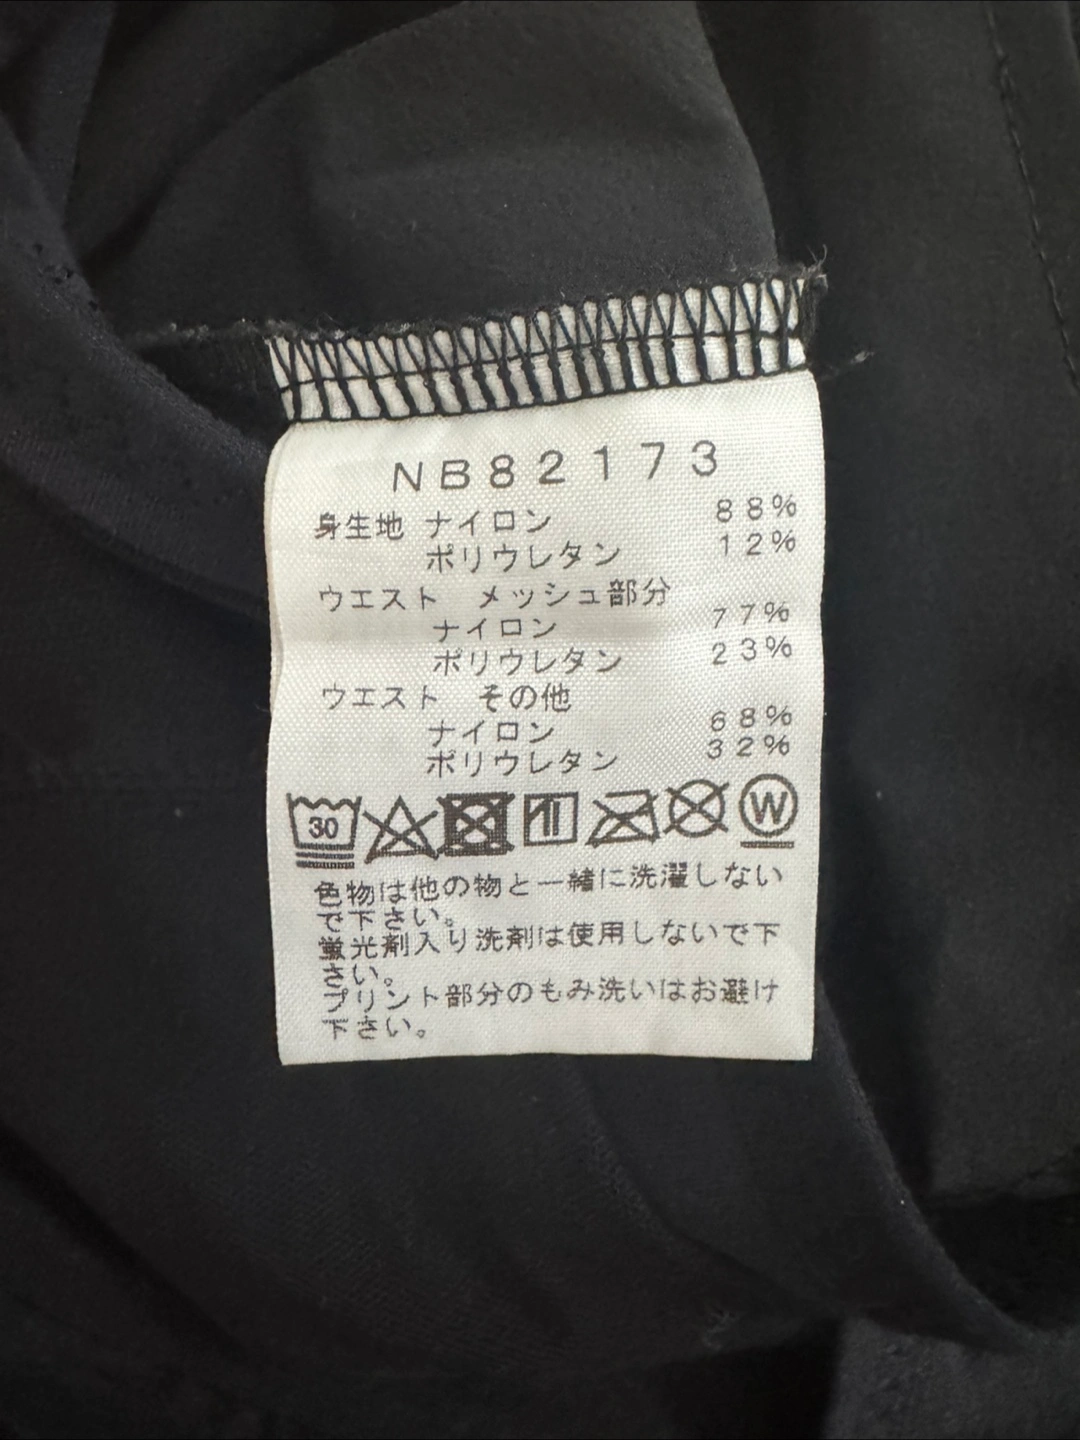 NB82173
身生地 ナイロン 88%
ポリウレタン 12%
ウエスト メッシュ部分
ナイロン 77%
ポリウレタン 23%
ウエスト その他
ナイロン 68%
ポリウレタン 32%
30 W
色物は他の物と一緒に洗濯しない
で下さい。
蛍光剤入り洗剤は使用しないで下
さい。
プリント部分のもみ洗いはお避け
下さい。